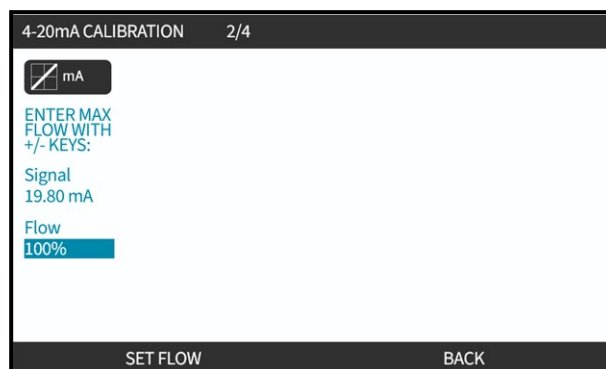 4-20mA CALIBRATION 2/4
mA
ENTER MAX
FLOW WITH
+/- KEYS:
Signal
19.80 mA
Flow
100%
SET FLOW BACK